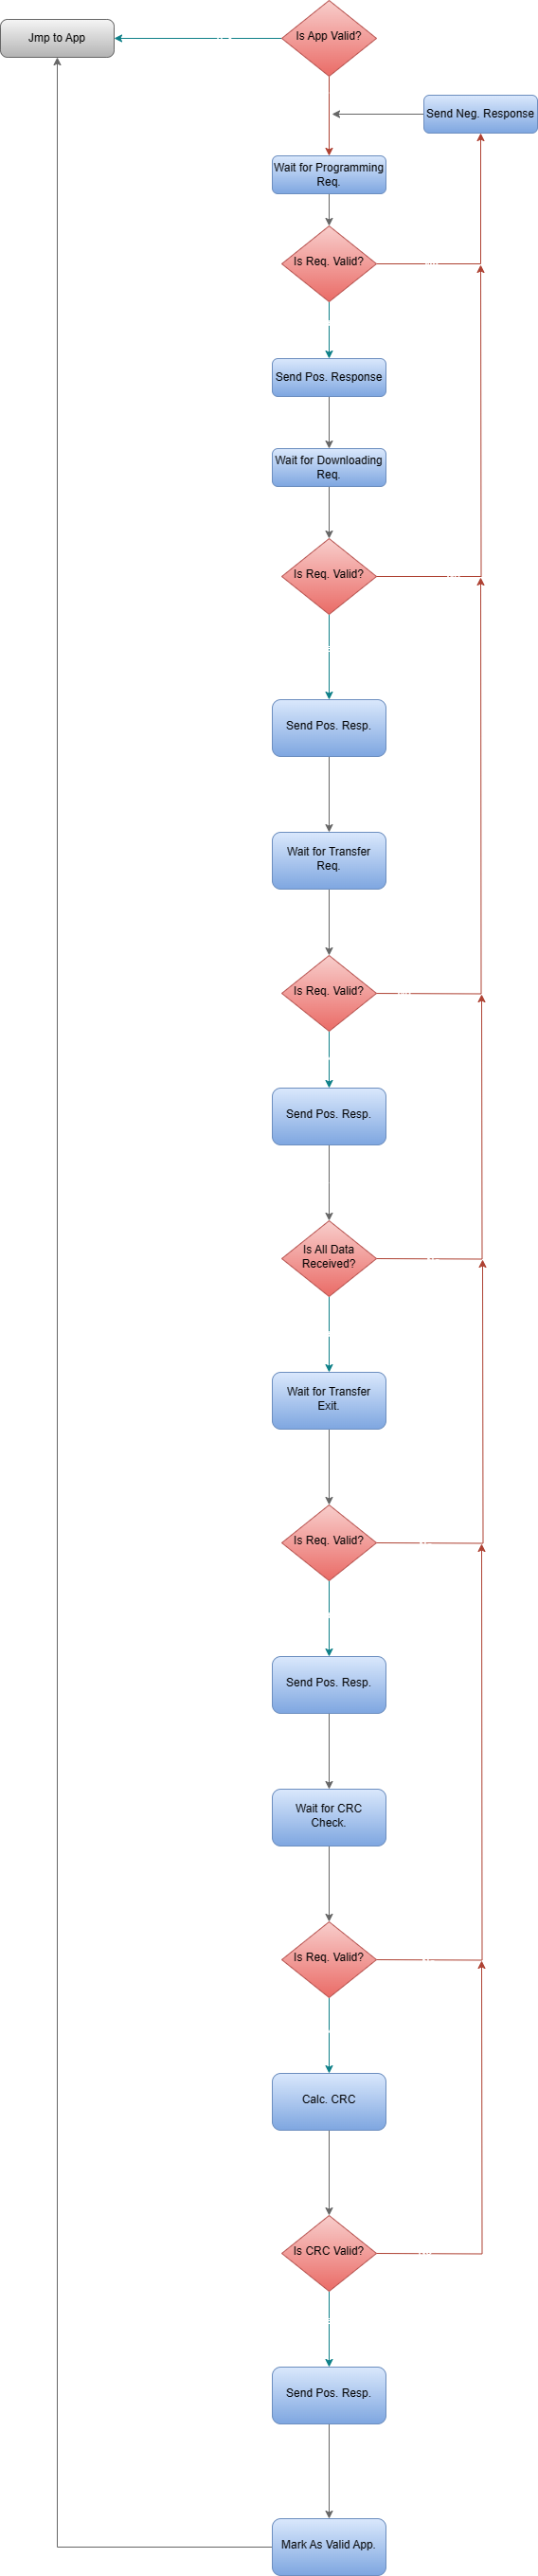 Is App Valid?
Jmp to App
Send Neg. Response
Wait for Programming
Req.
Is Req. Valid?
Send Pos. Response
Wait for Downloading
Req.
Is Req. Valid?
Send Pos. Resp.
Wait for Transfer
Req.
Is Req. Valid?
Send Pos. Resp.
Is All Data
Received?
Wait for Transfer
Exit.
Is Req. Valid?
Send Pos. Resp.
Wait for CRC
Check.
Is Req. Valid?
Calc. CRC
Is CRC Valid?
Send Pos. Resp.
Mark As Valid App.